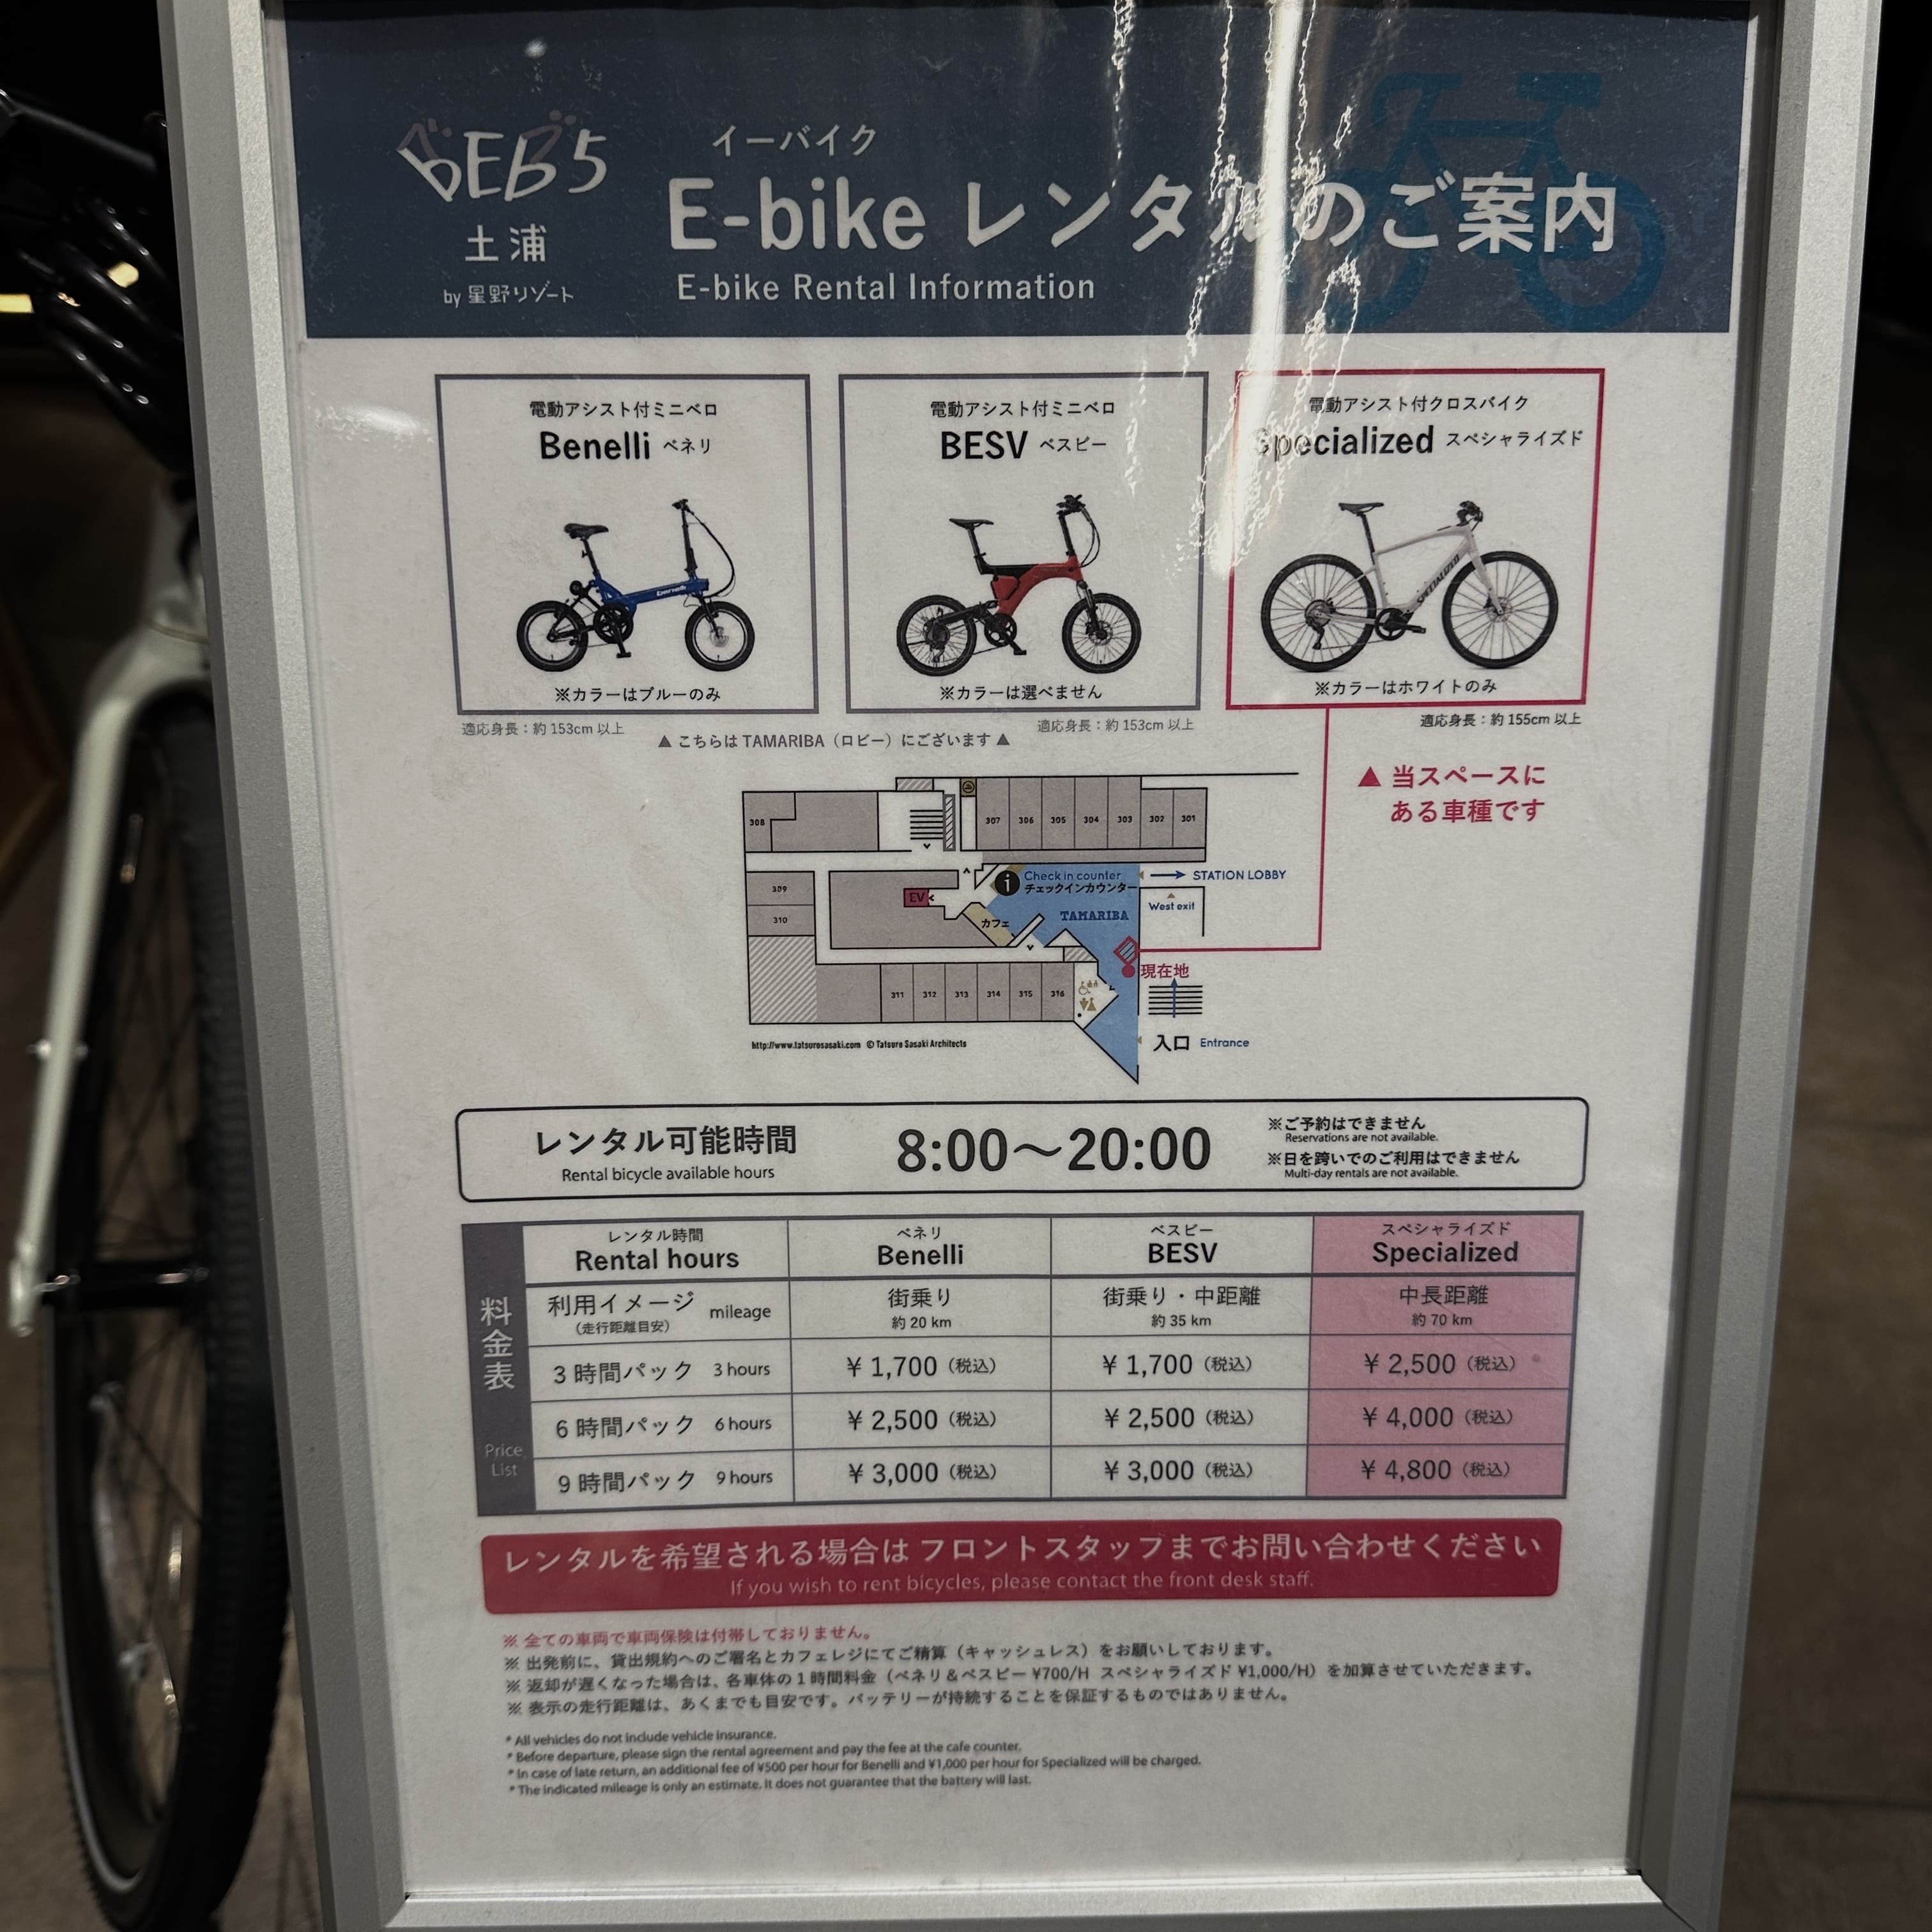 BEB5
土浦
by 星野リゾート
イーバイク
E-bike レンタルのご案内
E-bike Rental Information
電動アシスト付ミニベロ
Benelli ベネリ
※カラーはブルーのみ
適応身長：約 153cm 以上
電動アシスト付ミニベロ
BESV ベスビー
※カラーは選べません
適応身長：約 153cm 以上
▲ こちらは TAMARIBA（ロビー）にございます ▲
電動アシスト付クロスバイク
Specialized スペシャライズド
SPECIALIZED
※カラーはホワイトのみ
適応身長：約 155cm 以上
▲ 当スペースに
ある車種です
308
307 306 305 304 303 302 301
309
310
EV
i Check in counter
チェックインカウンター
STATION LOBBY
West exit
TAMARIBA
カフェ
現在地
311 312 313 314 315 316
入口 Entrance
http://www.tatsurosasaki.com © Tatsuro Sasaki Architects
レンタル可能時間
Rental bicycle available hours
8:00～20:00
※ご予約はできません
Reservations are not available.
※日を跨いでのご利用はできません
Multi-day rentals are not available.
料金表
Price List
レンタル時間 ベネリ ベスビー スペシャライズド
Rental hours Benelli BESV Specialized
利用イメージ mileage 街乗り 街乗り・中距離 中長距離
（走行距離目安） 約 20 km 約 35 km 約 70 km
3 時間パック 3 hours ¥ 1,700（税込） ¥ 1,700（税込） ¥ 2,500（税込）
6 時間パック 6 hours ¥ 2,500（税込） ¥ 2,500（税込） ¥ 4,000（税込）
9 時間パック 9 hours ¥ 3,000（税込） ¥ 3,000（税込） ¥ 4,800（税込）
レンタルを希望される場合は フロントスタッフまでお問い合わせください
If you wish to rent bicycles, please contact the front desk staff.
※ 全ての車両で車両保険は付帯しておりません。
※ 出発前に、貸出規約へのご署名とカフェレジにてご精算（キャッシュレス）をお願いしております。
※ 返却が遅くなった場合は、各車体の 1 時間料金（ベネリ＆ベスビー ¥700/H スペシャライズド ¥1,000/H）を加算させていただきます。
※ 表示の走行距離は、あくまでも目安です。バッテリーが持続することを保証するものではありません。
* All vehicles do not include vehicle insurance.
* Before departure, please sign the rental agreement and pay the fee at the cafe counter.
* In case of late return, an additional fee of ¥500 per hour for Benelli and ¥1,000 per hour for Specialized will be charged.
* The indicated mileage is only an estimate. It does not guarantee that the battery will last.